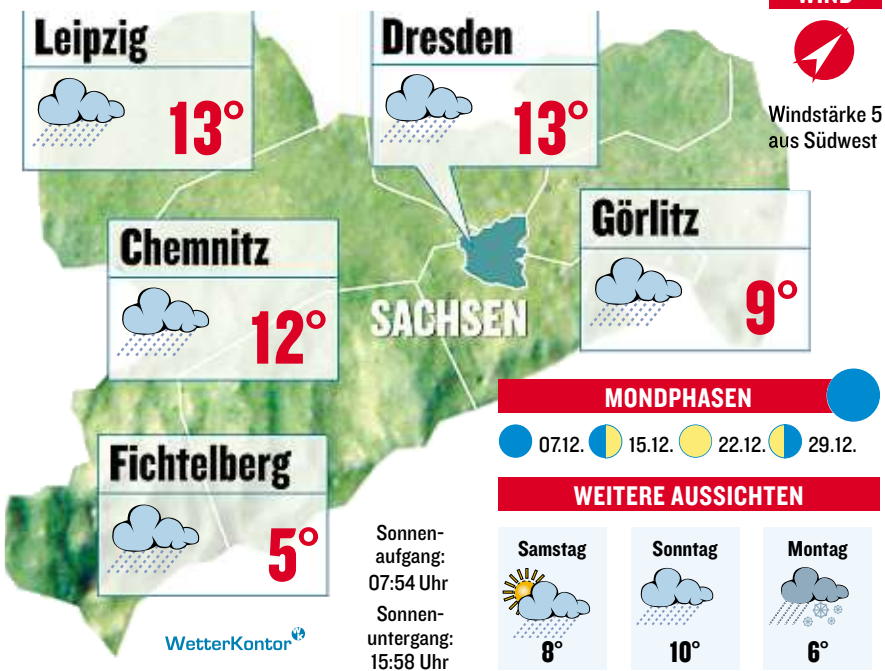 WIND
Leipzig
13°
Dresden
13°
Windstärke 5
aus Südwest
Görlitz
9°
Chemnitz
12°
SACHSEN
Fichtelberg
5°
MONDPHASEN
07.12. 15.12. 22.12. 29.12.
WEITERE AUSSICHTEN
Sonnen-
aufgang:
07:54 Uhr
Sonnen-
untergang:
15:58 Uhr
Samstag
8°
Sonntag
10°
Montag
6°
WetterKontor